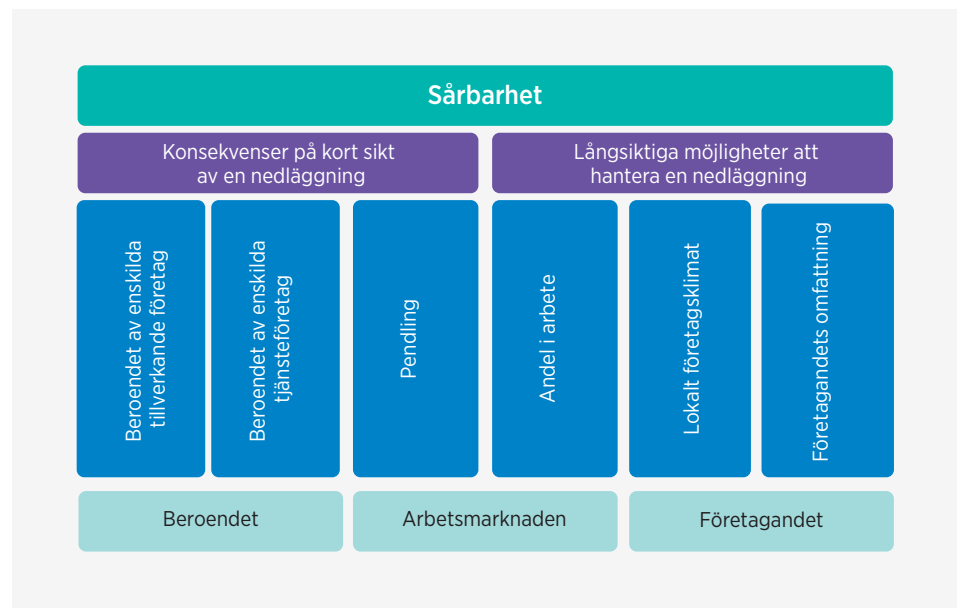 Sårbarhet
Konsekvenser på kort sikt
av en nedläggning
Långsiktiga möjligheter att
hantera en nedläggning
Beroendet av enskilda
tillverkande företag
Beroendet av enskilda
tjänsteföretag
Pendling
Andel i arbete
Lokalt företagsklimat
Företagandets omfattning
Beroendet
Arbetsmarknaden
Företagandet